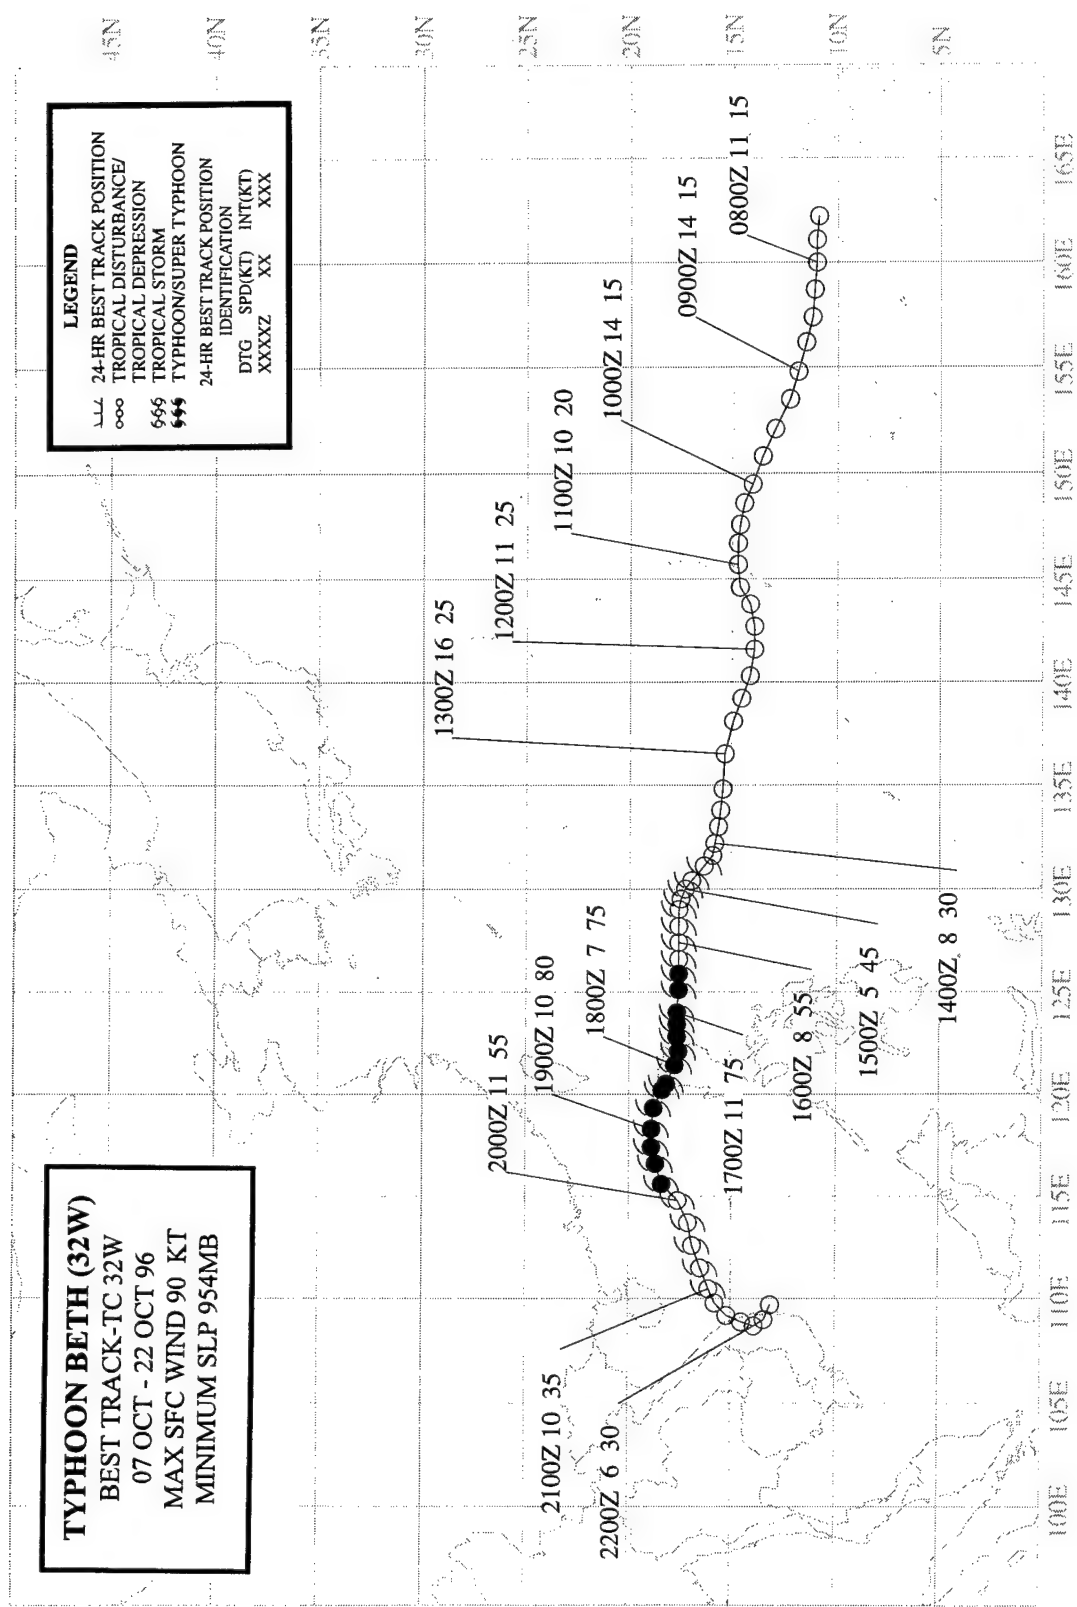 TYPHOON BETH (32W)
BEST TRACK-TC 32W
07 OCT - 22 OCT 96
MAX SFC WIND 90 KT
MINIMUM SLP 954MB
LEGEND
24-HR BEST TRACK POSITION
TROPICAL DISTURBANCE/
TROPICAL DEPRESSION
TROPICAL STORM
TYPHOON/SUPER TYPHOON
24-HR BEST TRACK POSITION
IDENTIFICATION
DTG SPD(KT) INT(KT)
XXXXZ XX XXX
45N
40N
35N
30N
25N
20N
15N
10N
5N
0800Z 11 15
0900Z 14 15
1000Z 14 15
1100Z 10 20
1200Z 11 25
1300Z 16 25
1400Z 8 30
1500Z 5 45
1600Z 8 55
1700Z 11 75
1800Z 7 75
1900Z 10 80
2000Z 11 55
2100Z 10 35
2200Z 6 30
100E
105E
110E
115E
120E
125E
130E
135E
140E
145E
150E
155E
160E
165E